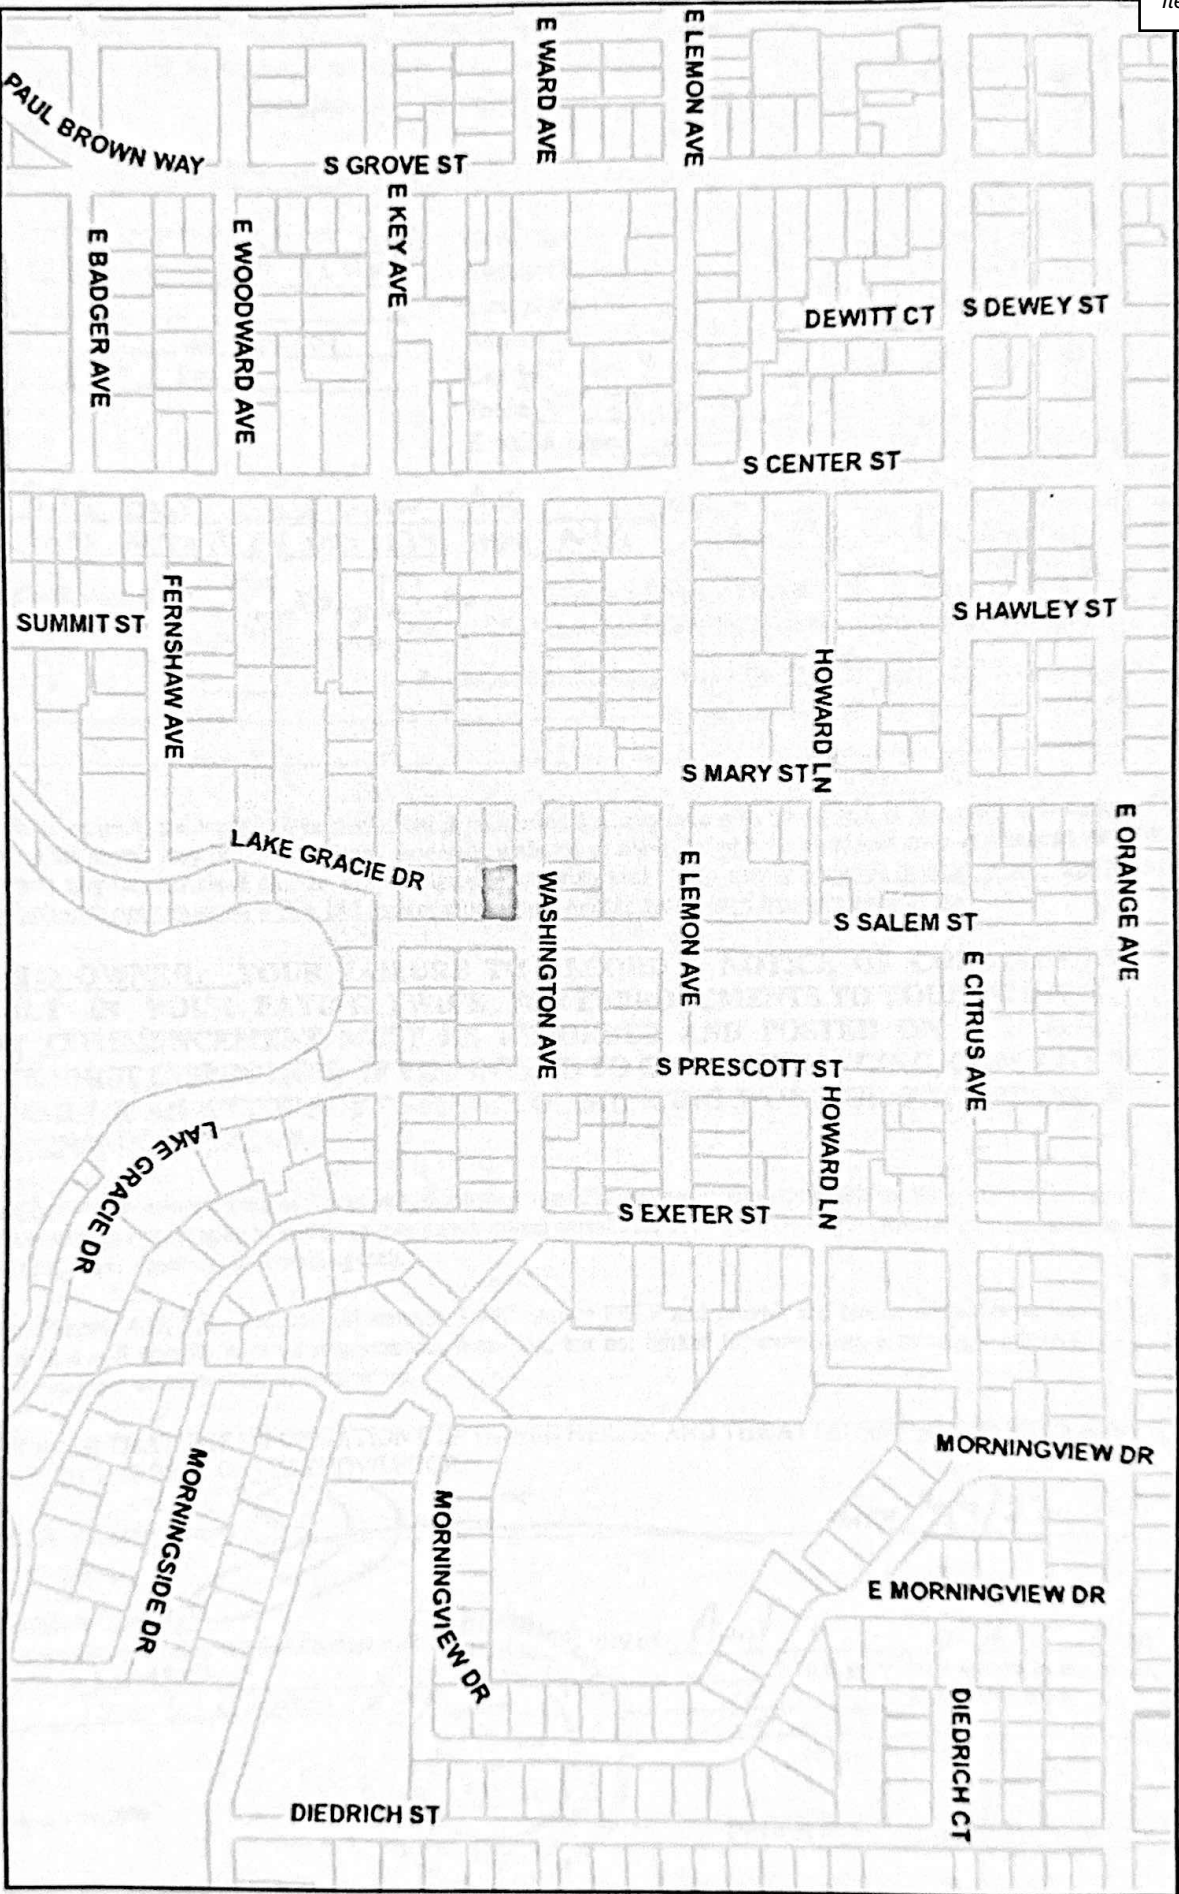 E WARD AVE
E LEMON AVE
PAUL BROWN WAY
S GROVE ST
E KEY AVE
E BADGER AVE
E WOODWARD AVE
DEWITT CT
S DEWEY ST
S CENTER ST
FERNSHAW AVE
SUMMIT ST
S HAWLEY ST
HOWARD LN
S MARY ST
E ORANGE AVE
LAKE GRACIE DR
WASHINGTON AVE
E LEMON AVE
S SALEM ST
E CITRUS AVE
S PRESCOTT ST
HOWARD LN
LAKE GRACIE DR
S EXETER ST
MORNINGVIEW DR
MORNINGSIDE DR
MORNINGVIEW DR
E MORNINGVIEW DR
DIEDRICH CT
DIEDRICH ST